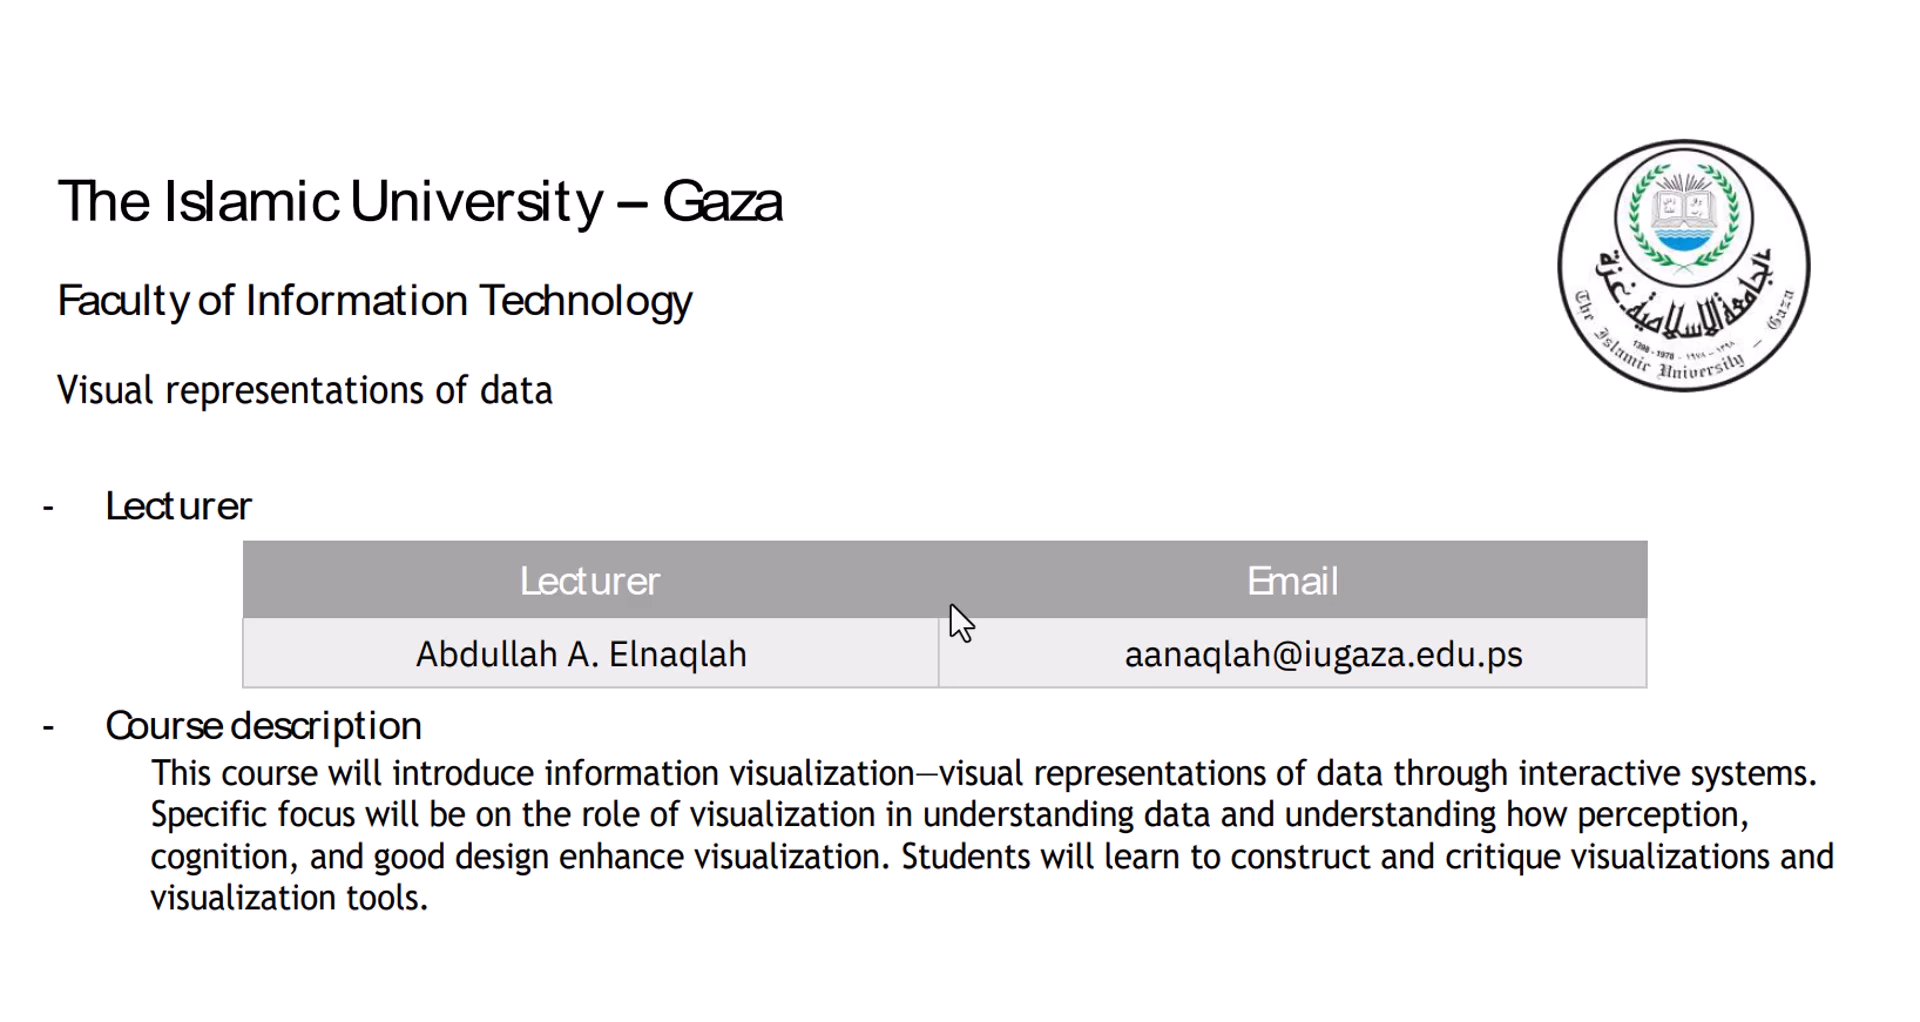 The Islamic University – Gaza
Faculty of Information Technology
Visual representations of data
الجامعة الإسلامية - غزة
1398 - 1978 - ١٩٧٨ - ١٣٩٨
The Islamic University – Gaza
- Lecturer
Lecturer Email
Abdullah A. Elnaqlah aanaqlah@iugaza.edu.ps
- Course description
This course will introduce information visualization—visual representations of data through interactive systems.
Specific focus will be on the role of visualization in understanding data and understanding how perception,
cognition, and good design enhance visualization. Students will learn to construct and critique visualizations and
visualization tools.